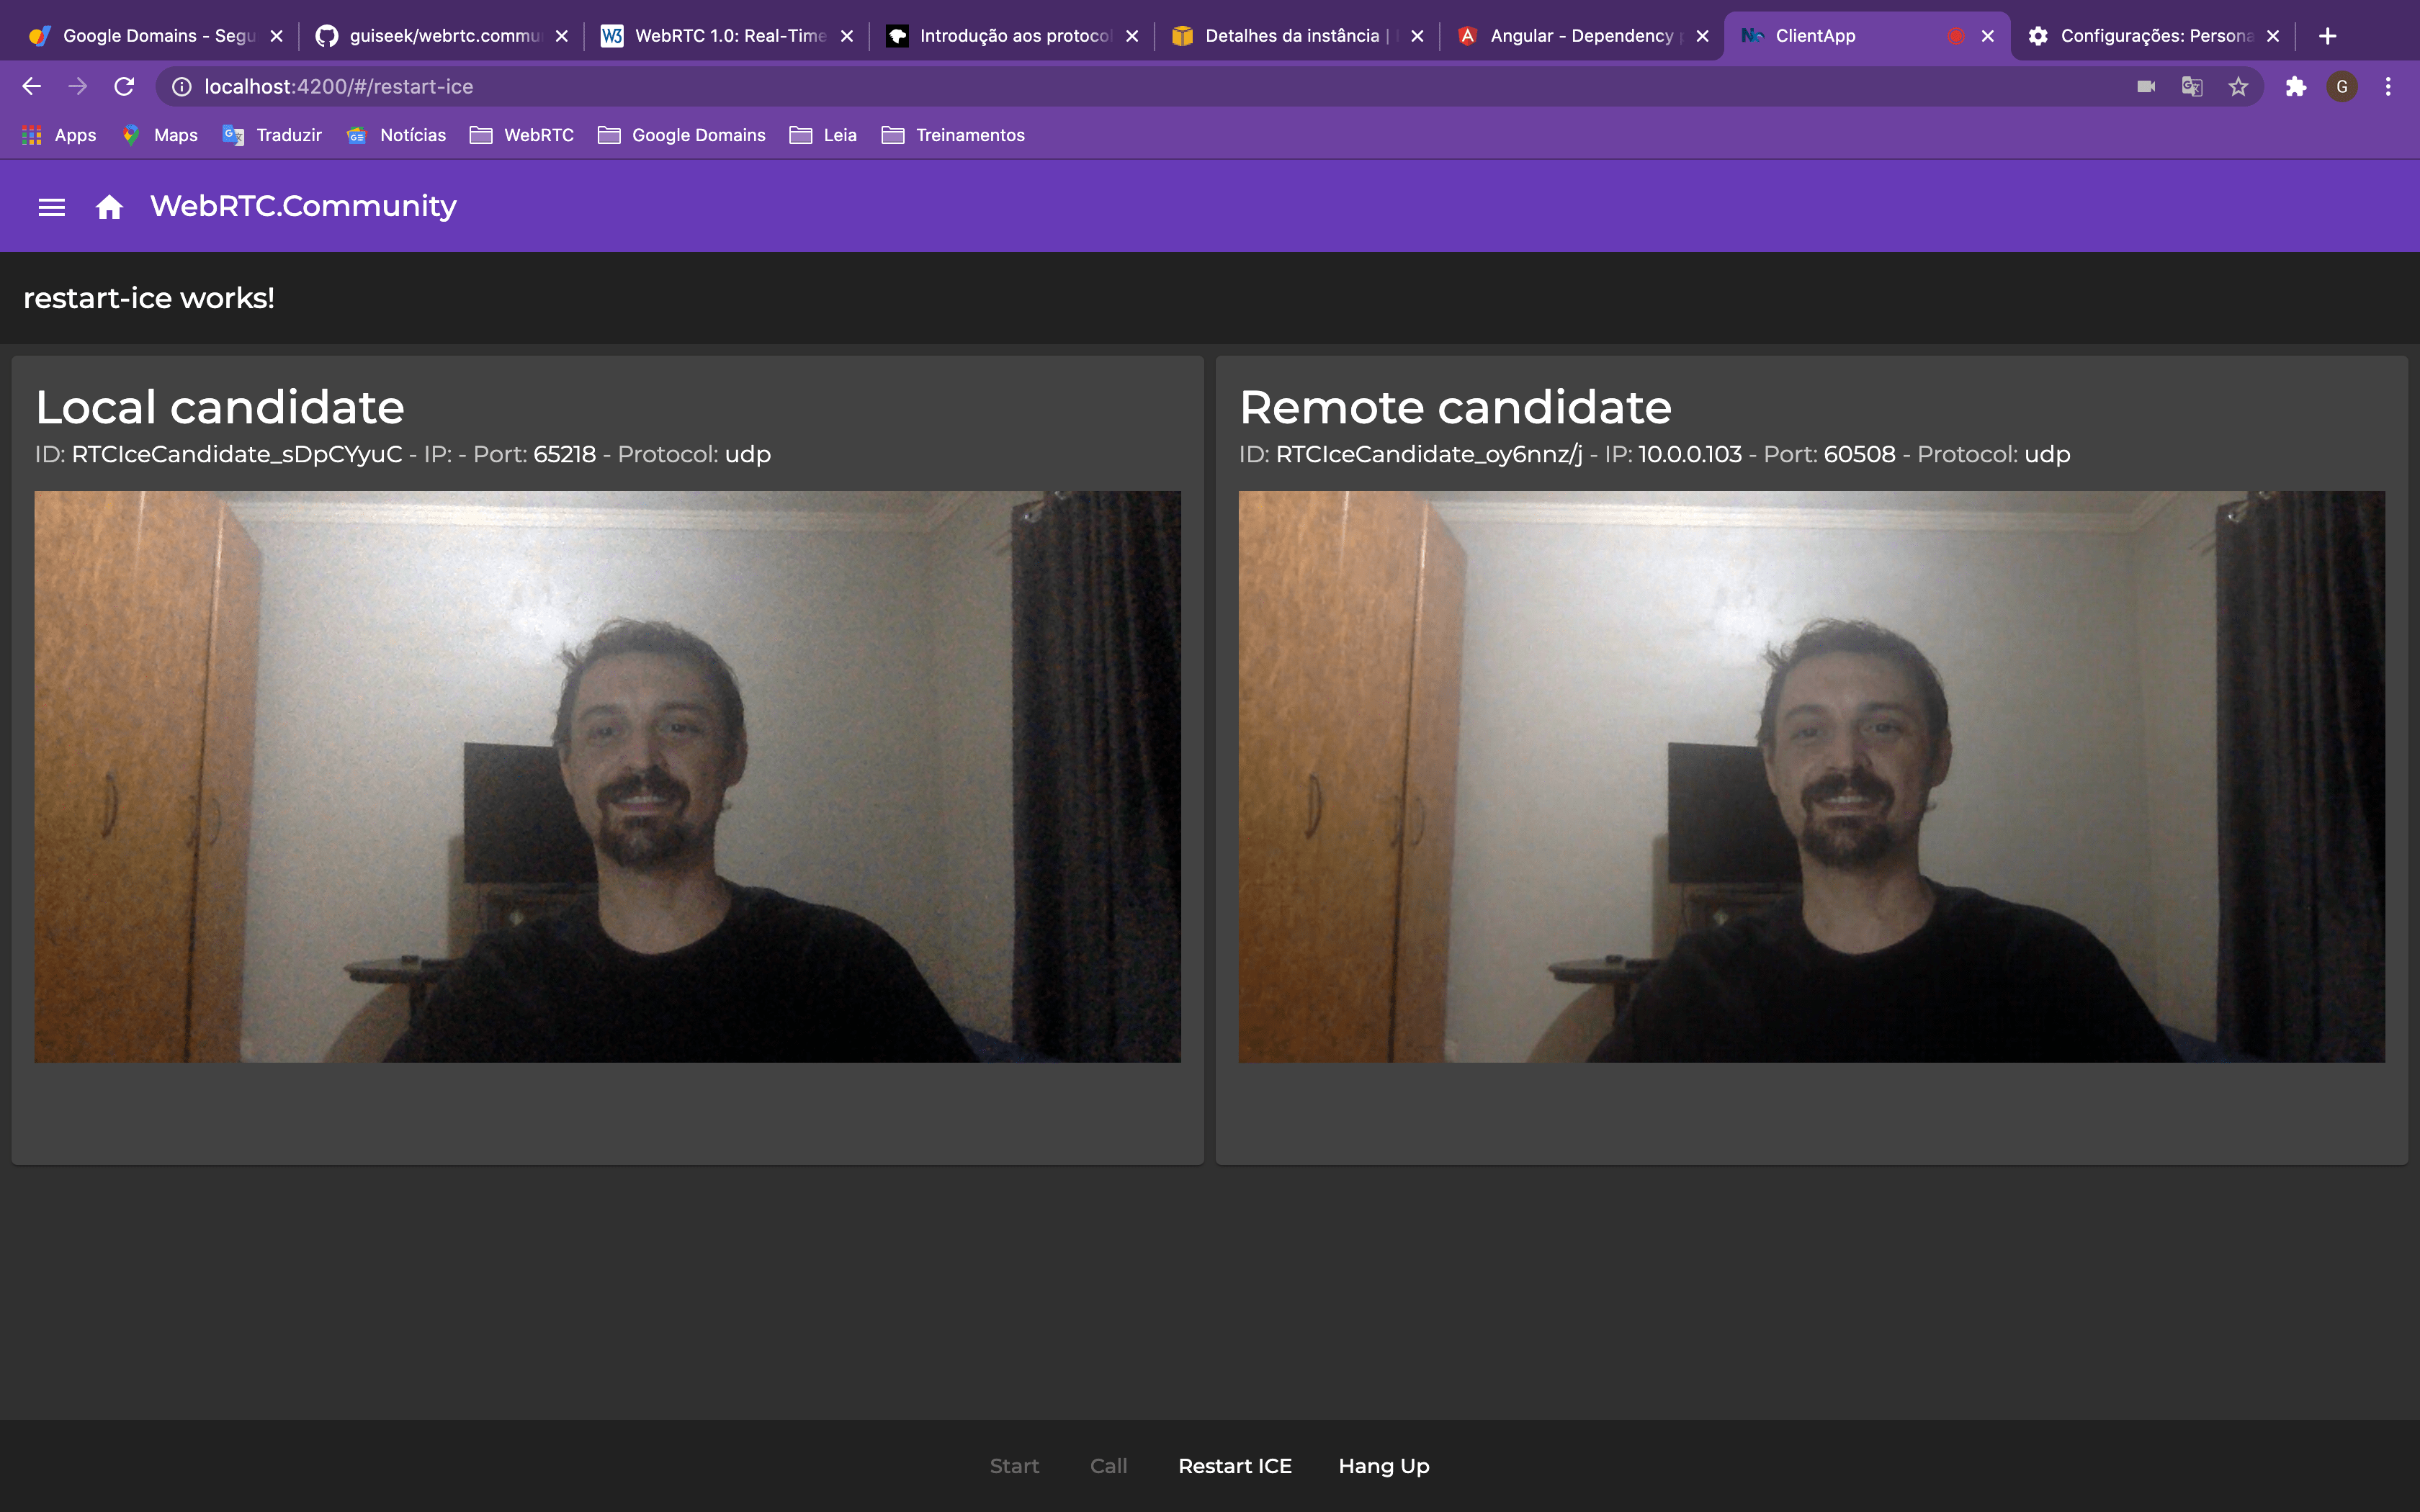 Google Domains - Segu
guiseek/webrtc.commu
W3 WebRTC 1.0: Real-Time
Introdução aos protocol
Detalhes da instância |
Angular - Dependency
ClientApp
Configurações: Persona
localhost:4200/#/restart-ice
G
Apps Maps Traduzir Notícias WebRTC Google Domains Leia Treinamentos
WebRTC.Community
restart-ice works!
Local candidate
ID: RTCIceCandidate_sDpCYyuC - IP: - Port: 65218 - Protocol: udp
Remote candidate
ID: RTCIceCandidate_oy6nnz/j - IP: 10.0.0.103 - Port: 60508 - Protocol: udp
Start Call Restart ICE Hang Up